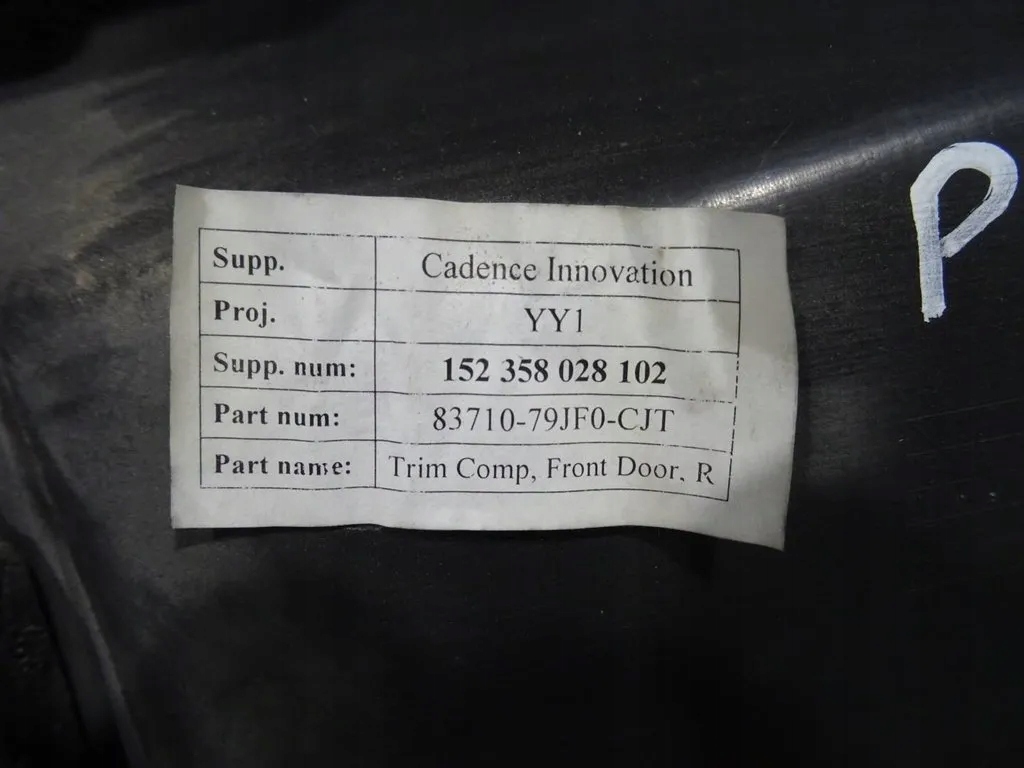 Supp. Cadence Innovation
Proj. YY1
Supp. num: 152 358 028 102
Part num: 83710-79JF0-CJT
Part name: Trim Comp, Front Door, R
P